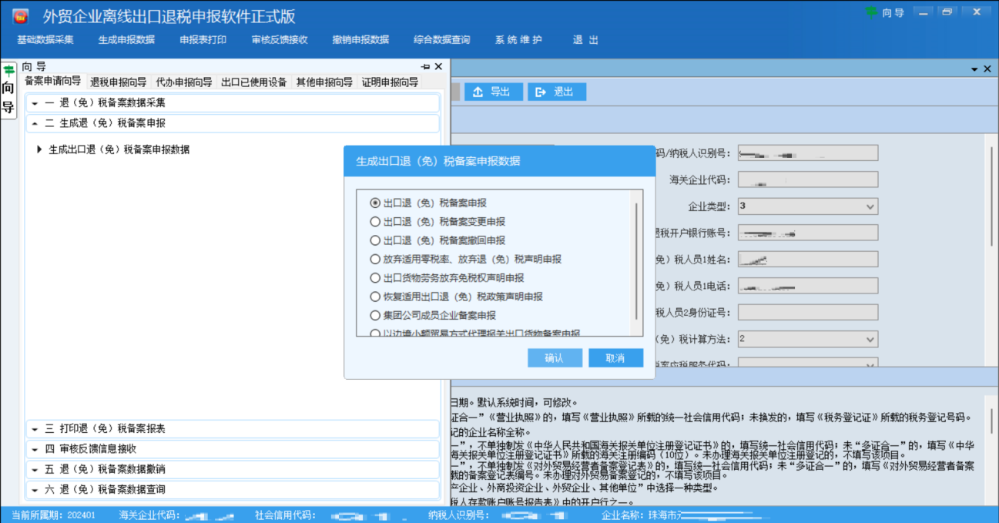 外贸企业离线出口退税申报软件正式版
向导
基础数据采集 生成申报数据 申报表打印 审核反馈接收 撤销申报数据 综合数据查询 系统维护 退出
向导
向导
备案申请向导 退税申报向导 代办申报向导 出口已使用设备 其他申报向导 证明申报向导
一 退（免）税备案数据采集
二 生成退（免）税备案申报
生成出口退（免）税备案申报数据
三 打印退（免）税备案报表
四 审核反馈信息接收
五 退（免）税备案数据撤销
六 退（免）税备案数据查询
导出 退出
生成出口退（免）税备案申报数据
出口退（免）税备案申报
出口退（免）税备案变更申报
出口退（免）税备案撤回申报
放弃适用零税率、放弃退（免）税声明申报
出口货物劳务放弃免税权声明申报
恢复适用出口退（免）税政策声明申报
集团公司成员企业备案申报
以边境小额贸易方式代理报关出口货物备案申报
确认 取消
码/纳税人识别号：
海关企业代码：
企业类型： 3
退税开户银行账号：
免）税人员1姓名：
免）税人员1电话：
税人员2身份证号：
（免）税计算方法： 2
应税服务代码：
日期。默认系统时间，可修改。
证合一”《营业执照》的，填写《营业执照》所载的统一社会信用代码；未换发的，填写《税务登记证》所载的税务登记号码。
记的企业名称全称。
一”，不单独制发《中华人民共和国海关报关单位注册登记证书》的，填写统一社会信用代码；未“多证合一”的，填写《中华
海关报关单位注册登记证书》所载的海关注册编码（10位）。未办理海关报关单位注册登记的，不填写该项目。
一”，不单独制发《对外贸易经营者备案登记表》的，填写统一社会信用代码；未“多证合一”的，填写《对外贸易经营者备案
载的备案登记表编号。未办理对外贸易备案登记的，不填写该项目。
产企业、外商投资企业、外贸企业、其他单位”中选择一种类型。
税人存款账户账号报告表》中的开户行之一。
当前所属期：202401 海关企业代码： 社会信用代码： 纳税人识别号： 企业名称：珠海市